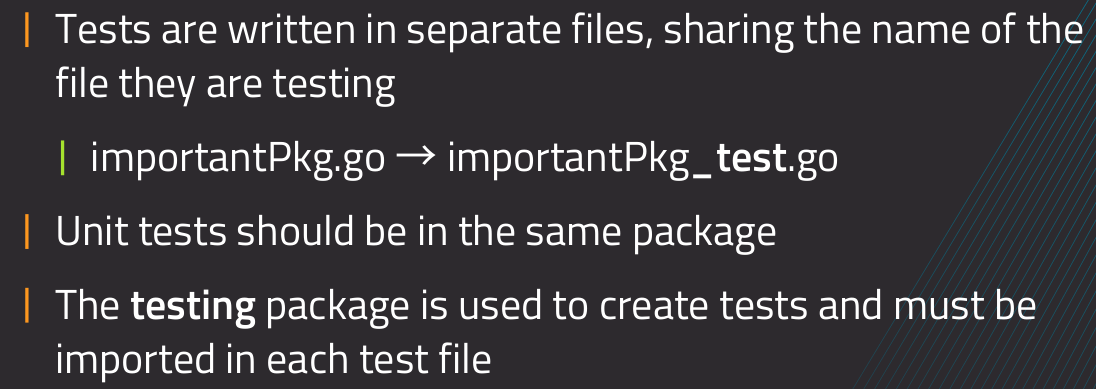 Tests are written in separate files, sharing the name of the
file they are testing
importantPkg.go → importantPkg_test.go
Unit tests should be in the same package
The testing package is used to create tests and must be
imported in each test file